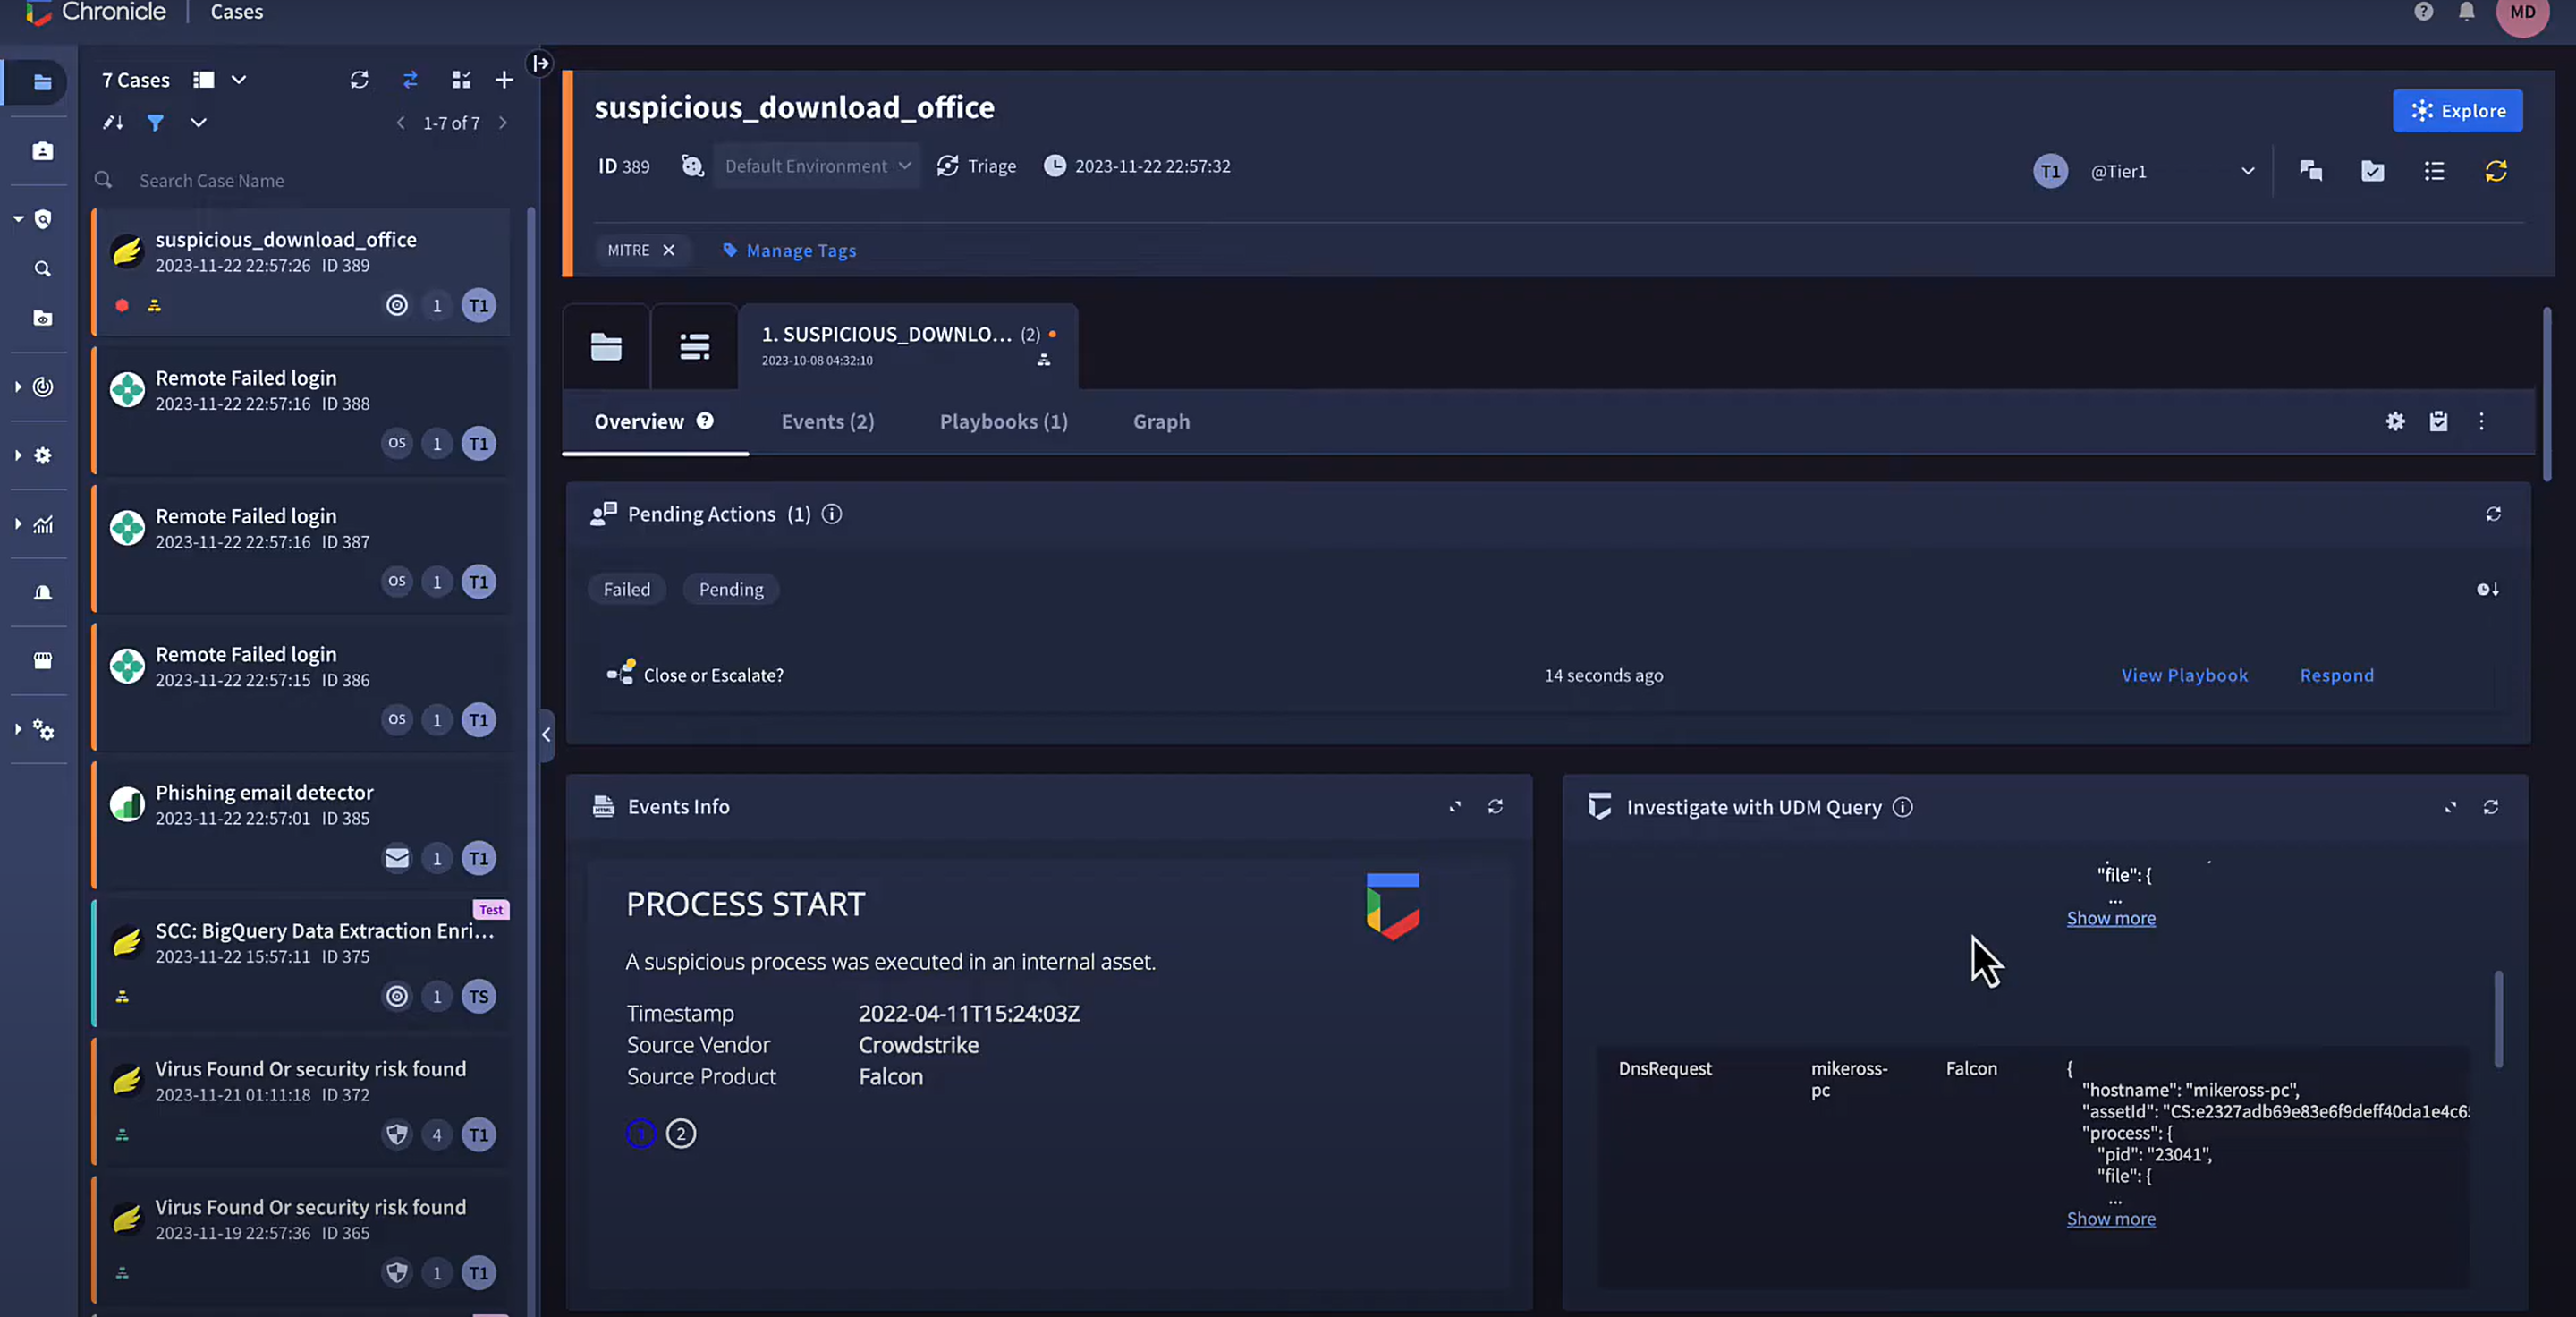 Chronicle | Cases
MD
7 Cases
1-7 of 7
Search Case Name
suspicious_download_office
2023-11-22 22:57:26 ID 389
1 T1
Remote Failed login
2023-11-22 22:57:16 ID 388
OS 1 T1
Remote Failed login
2023-11-22 22:57:16 ID 387
OS 1 T1
Remote Failed login
2023-11-22 22:57:15 ID 386
OS 1 T1
Phishing email detector
2023-11-22 22:57:01 ID 385
1 T1
Test
SCC: BigQuery Data Extraction Enri...
2023-11-22 15:57:11 ID 375
1 TS
Virus Found Or security risk found
2023-11-21 01:11:18 ID 372
4 T1
Virus Found Or security risk found
2023-11-19 22:57:36 ID 365
1 T1
suspicious_download_office
Explore
ID 389 Default Environment Triage 2023-11-22 22:57:32
T1 @Tier1
MITRE
Manage Tags
1. SUSPICIOUS_DOWNLO... (2)
2023-10-08 04:32:10
Overview Events (2) Playbooks (1) Graph
Pending Actions (1)
Failed Pending
Close or Escalate? 14 seconds ago View Playbook Respond
Events Info
PROCESS START
A suspicious process was executed in an internal asset.
Timestamp 2022-04-11T15:24:03Z
Source Vendor Crowdstrike
Source Product Falcon
1 2
Investigate with UDM Query
"file": {
...
Show more
DnsRequest mikeross-pc Falcon {
"hostname": "mikeross-pc",
"assetId": "CS:e2327adb69e83e6f9deff40da1e4c6
"process": {
"pid": "23041",
"file": {
...
Show more